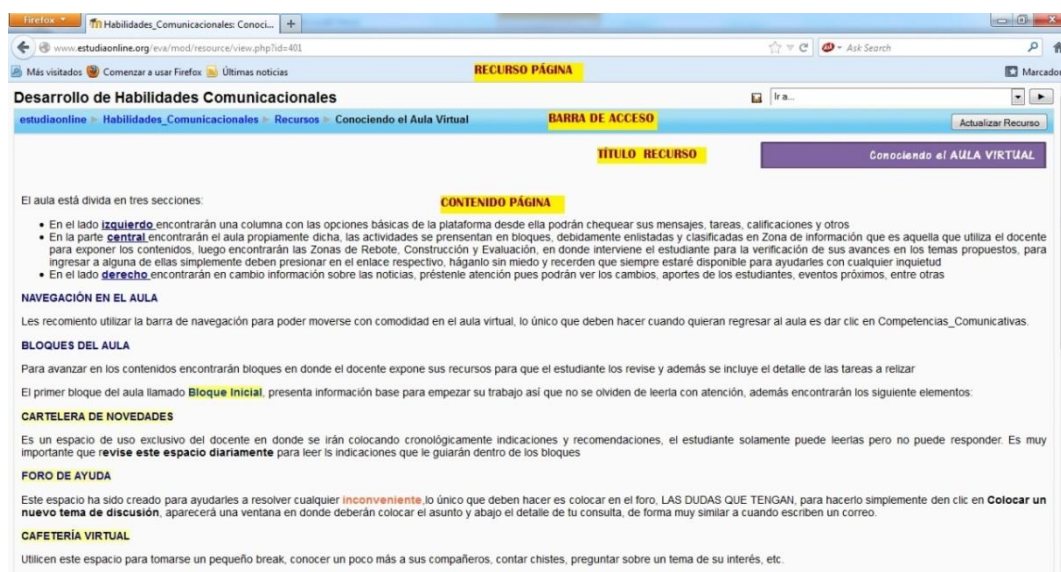 Firefox
Habilidades_Comunicacionales: Conoci...
www.estudiaonline.org/eva/mod/resource/view.php?id=401
Ask Search
Más visitados Comenzar a usar Firefox Últimas noticias
RECURSO PÁGINA
Marcador
Desarrollo de Habilidades Comunicacionales
Ir a...
estudiaonline Habilidades_Comunicacionales Recursos Conociendo el Aula Virtual
BARRA DE ACCESO
Actualizar Recurso
TÍTULO RECURSO
Conociendo el AULA VIRTUAL
El aula está divida en tres secciones:
CONTENIDO PÁGINA
• En el lado izquierdo encontrarán una columna con las opciones básicas de la plataforma desde ella podrán chequear sus mensajes, tareas, calificaciones y otros
• En la parte central encontrarán el aula propiamente dicha, las actividades se prensentan en bloques, debidamente enlistadas y clasificadas en Zona de información que es aquella que utiliza el docente
para exponer los contenidos, luego encontrarán las Zonas de Rebote, Construcción y Evaluación, en donde interviene el estudiante para la verificación de sus avances en los temas propuestos, para
ingresar a alguna de ellas simplemente deben presionar en el enlace respectivo, háganlo sin miedo y recerden que siempre estaré disponible para ayudarles con cualquier inquietud
• En el lado derecho encontrarán en cambio información sobre las noticias, préstenle atención pues podrán ver los cambios, aportes de los estudiantes, eventos próximos, entre otras
NAVEGACIÓN EN EL AULA
Les recomiento utilizar la barra de navegación para poder moverse con comodidad en el aula virtual, lo único que deben hacer cuando quieran regresar al aula es dar clic en Competencias_Comunicativas.
BLOQUES DEL AULA
Para avanzar en los contenidos encontrarán bloques en donde el docente expone sus recursos para que el estudiante los revise y además se incluye el detalle de las tareas a relizar
El primer bloque del aula llamado Bloque Inicial, presenta información base para empezar su trabajo así que no se olviden de leerla con atención, además encontrarán los siguiente elementos:
CARTELERA DE NOVEDADES
Es un espacio de uso exclusivo del docente en donde se irán colocando cronológicamente indicaciones y recomendaciones, el estudiante solamente puede leerlas pero no puede responder. Es muy
importante que revise este espacio diariamente para leer ls indicaciones que le guiarán dentro de los bloques
FORO DE AYUDA
Este espacio ha sido creado para ayudarles a resolver cualquier inconveniente,lo único que deben hacer es colocar en el foro, LAS DUDAS QUE TENGAN, para hacerlo simplemente den clic en Colocar un
nuevo tema de discusión, aparecerá una ventana en donde deberán colocar el asunto y abajo el detalle de tu consulta, de forma muy similar a cuando escriben un correo.
CAFETERÍA VIRTUAL
Utilicen este espacio para tomarse un pequeño break, conocer un poco más a sus compañeros, contar chistes, preguntar sobre un tema de su interés, etc.